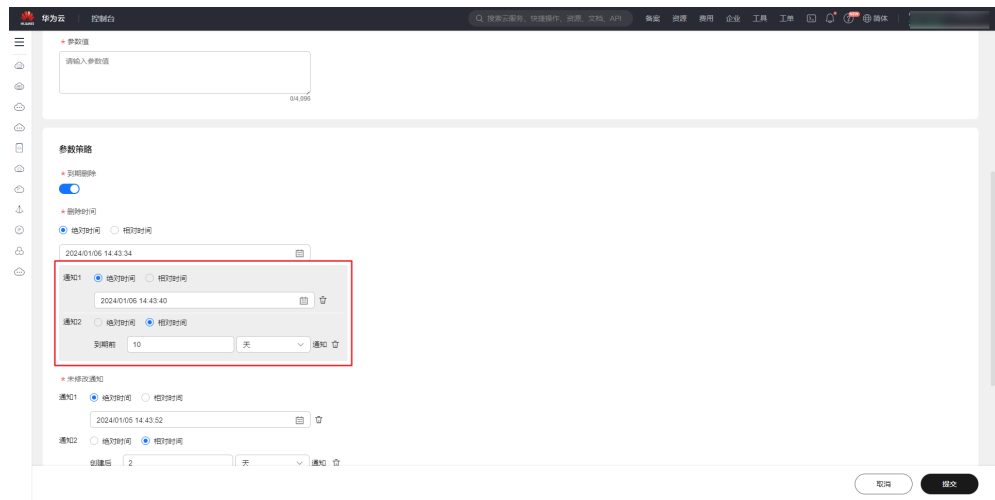 HUAWEI 华为云 控制台 搜索云服务、快捷操作、资源、文档、API 备案 资源 费用 企业 工具 工单 NEW 简体
* 参数值
请输入参数值
0/4,096
参数策略
* 到期删除
* 删除时间
绝对时间 相对时间
2024/01/06 14:43:34
通知1 绝对时间 相对时间
2024/01/06 14:43:40
通知2 绝对时间 相对时间
到期前 10 天 通知
* 未修改通知
通知1 绝对时间 相对时间
2024/01/05 14:43:52
通知2 绝对时间 相对时间
创建后 2 天 通知
取消 提交